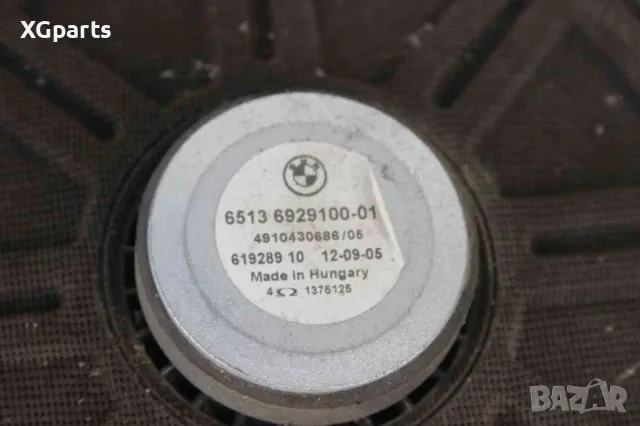 XGparts
6513 6929100-01
4910430686/05
619289 10 12-09-05
Made in Hungary
4Ω 1375125
BAZAR